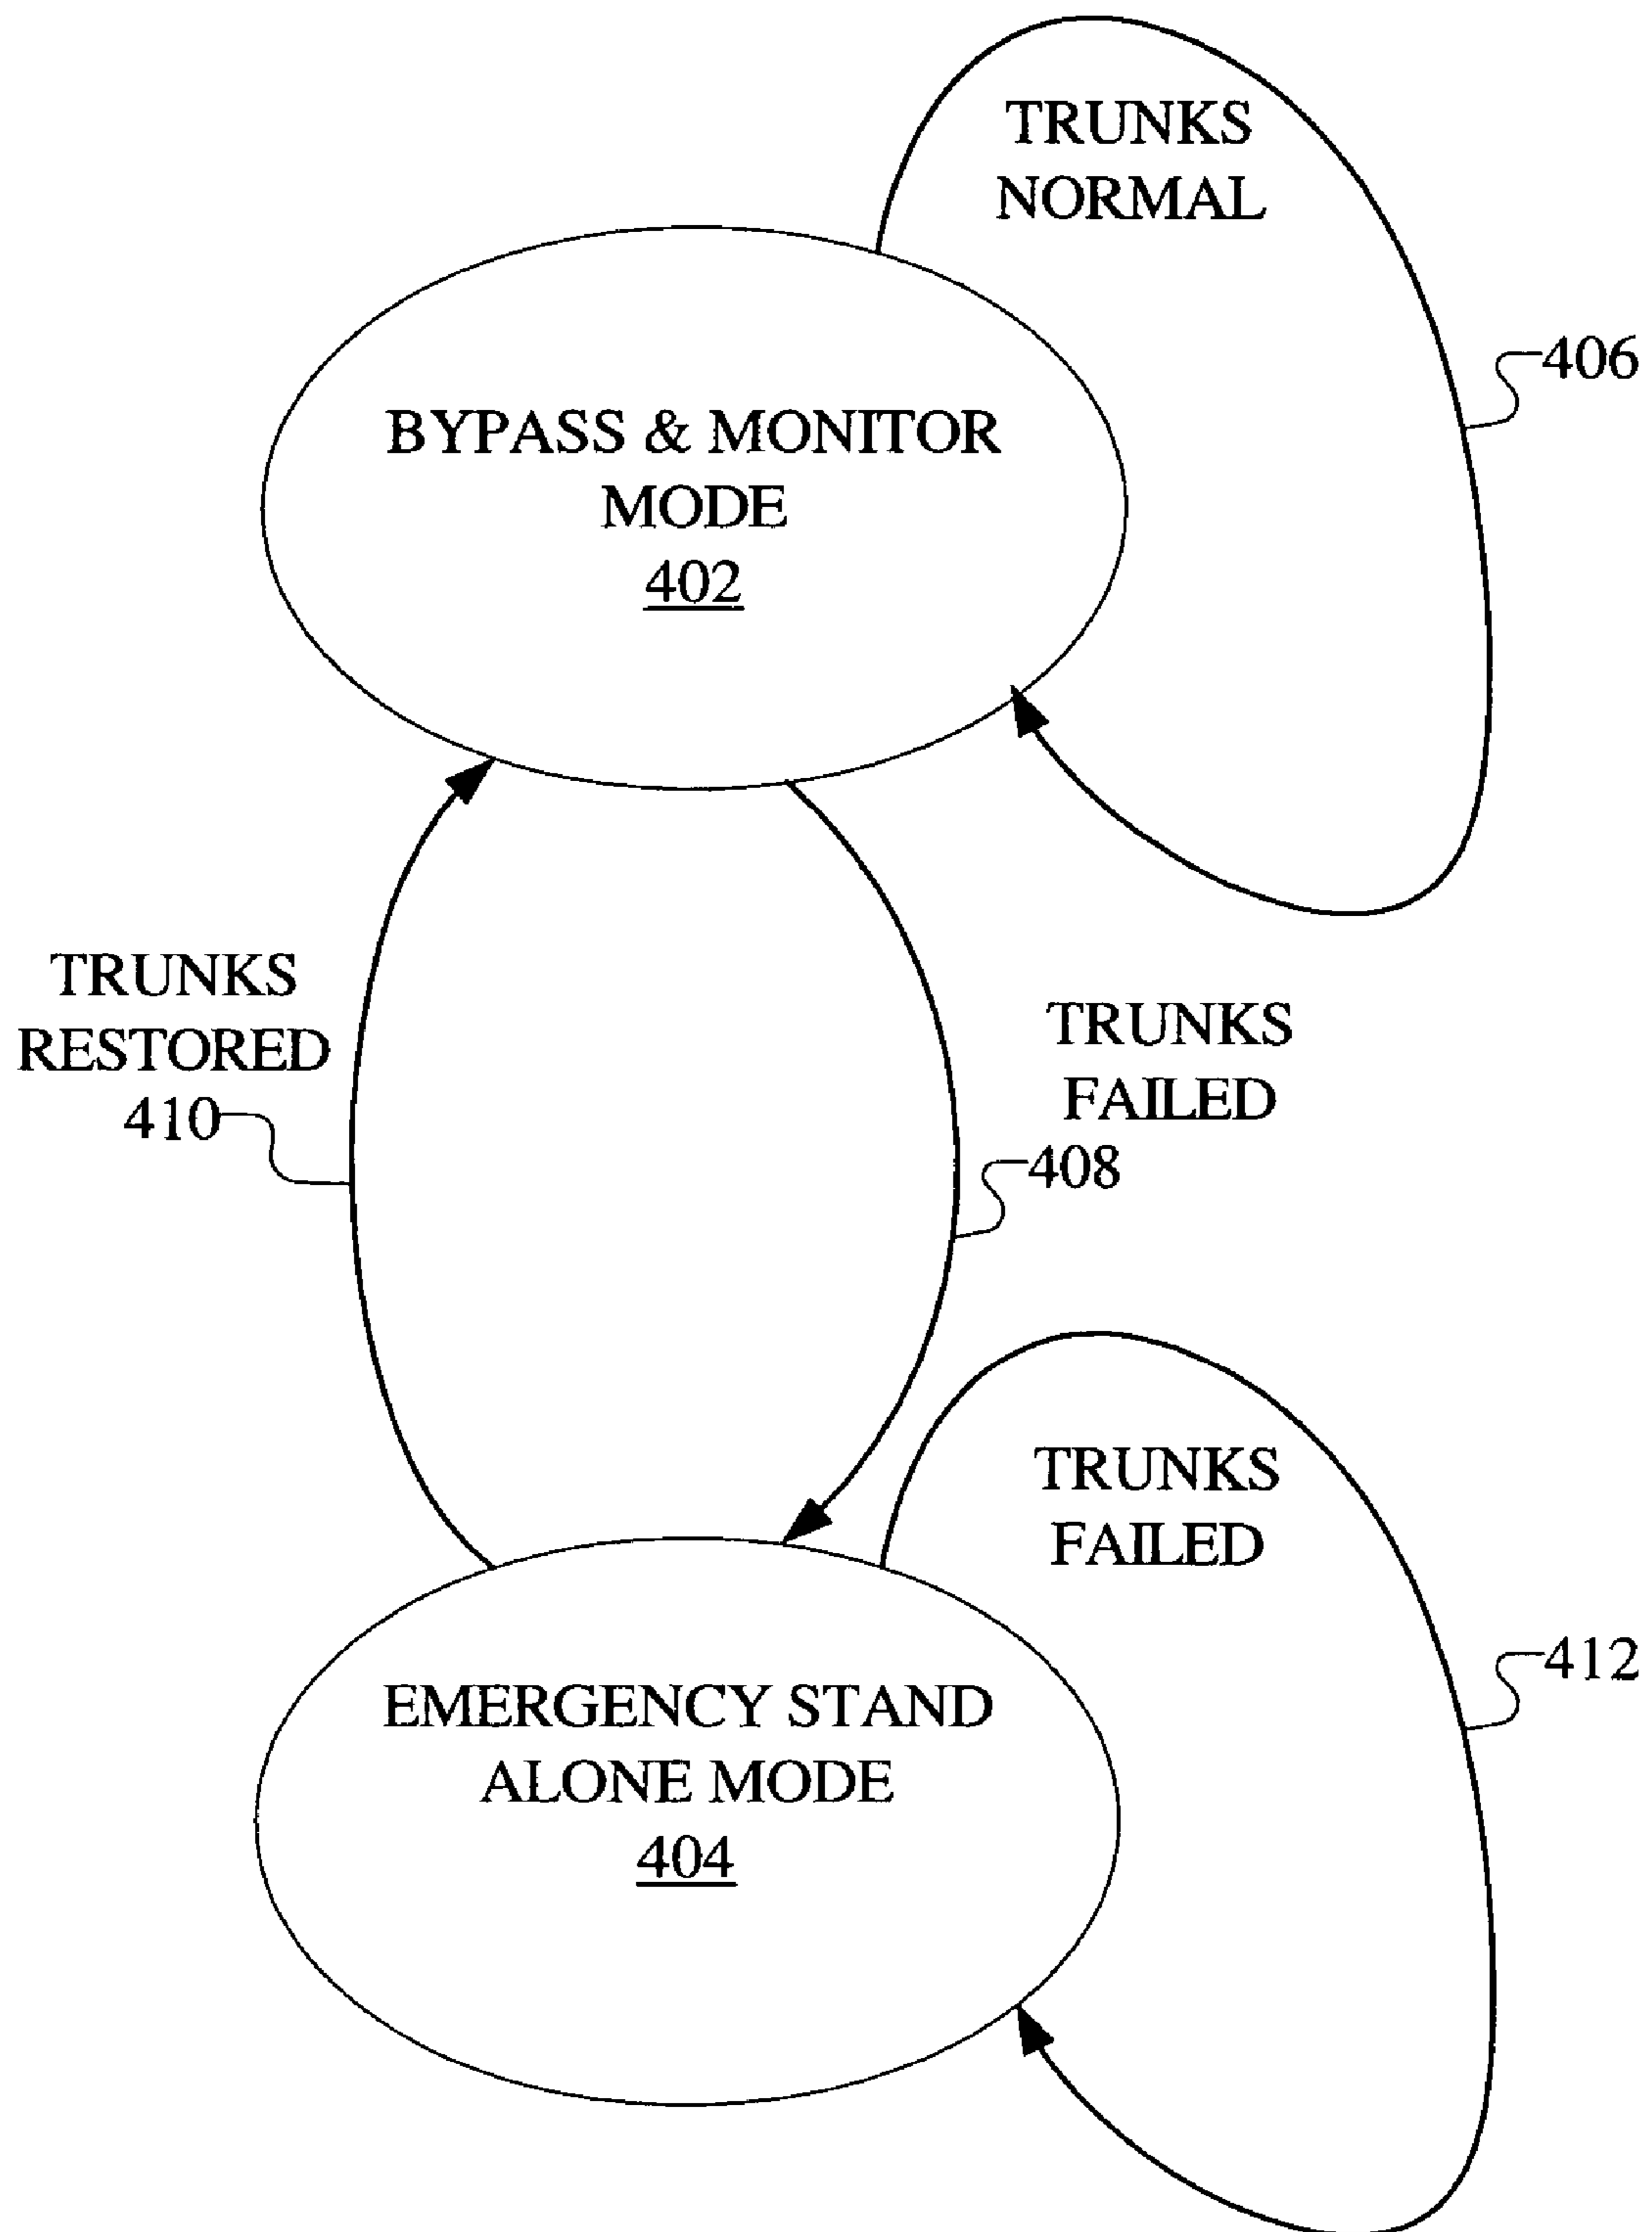 TRUNKS
NORMAL
406
BYPASS & MONITOR
MODE
402
TRUNKS
RESTORED
410
TRUNKS
FAILED
408
TRUNKS
FAILED
412
EMERGENCY STAND
ALONE MODE
404